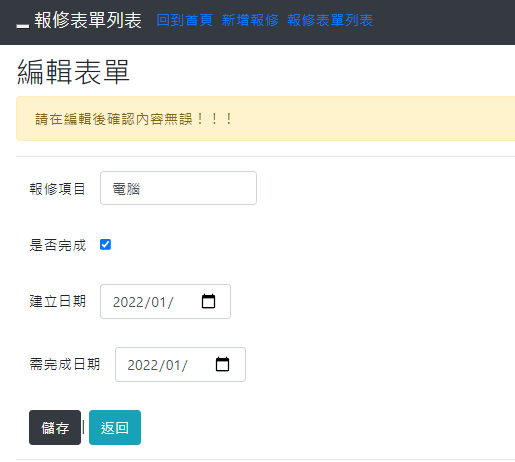 報修表單列表 回到首頁 新增報修 報修表單列表
編輯表單
請在編輯後確認內容無誤！！！
報修項目 電腦
是否完成
建立日期 2022/01/
需完成日期 2022/01/
儲存 | 返回